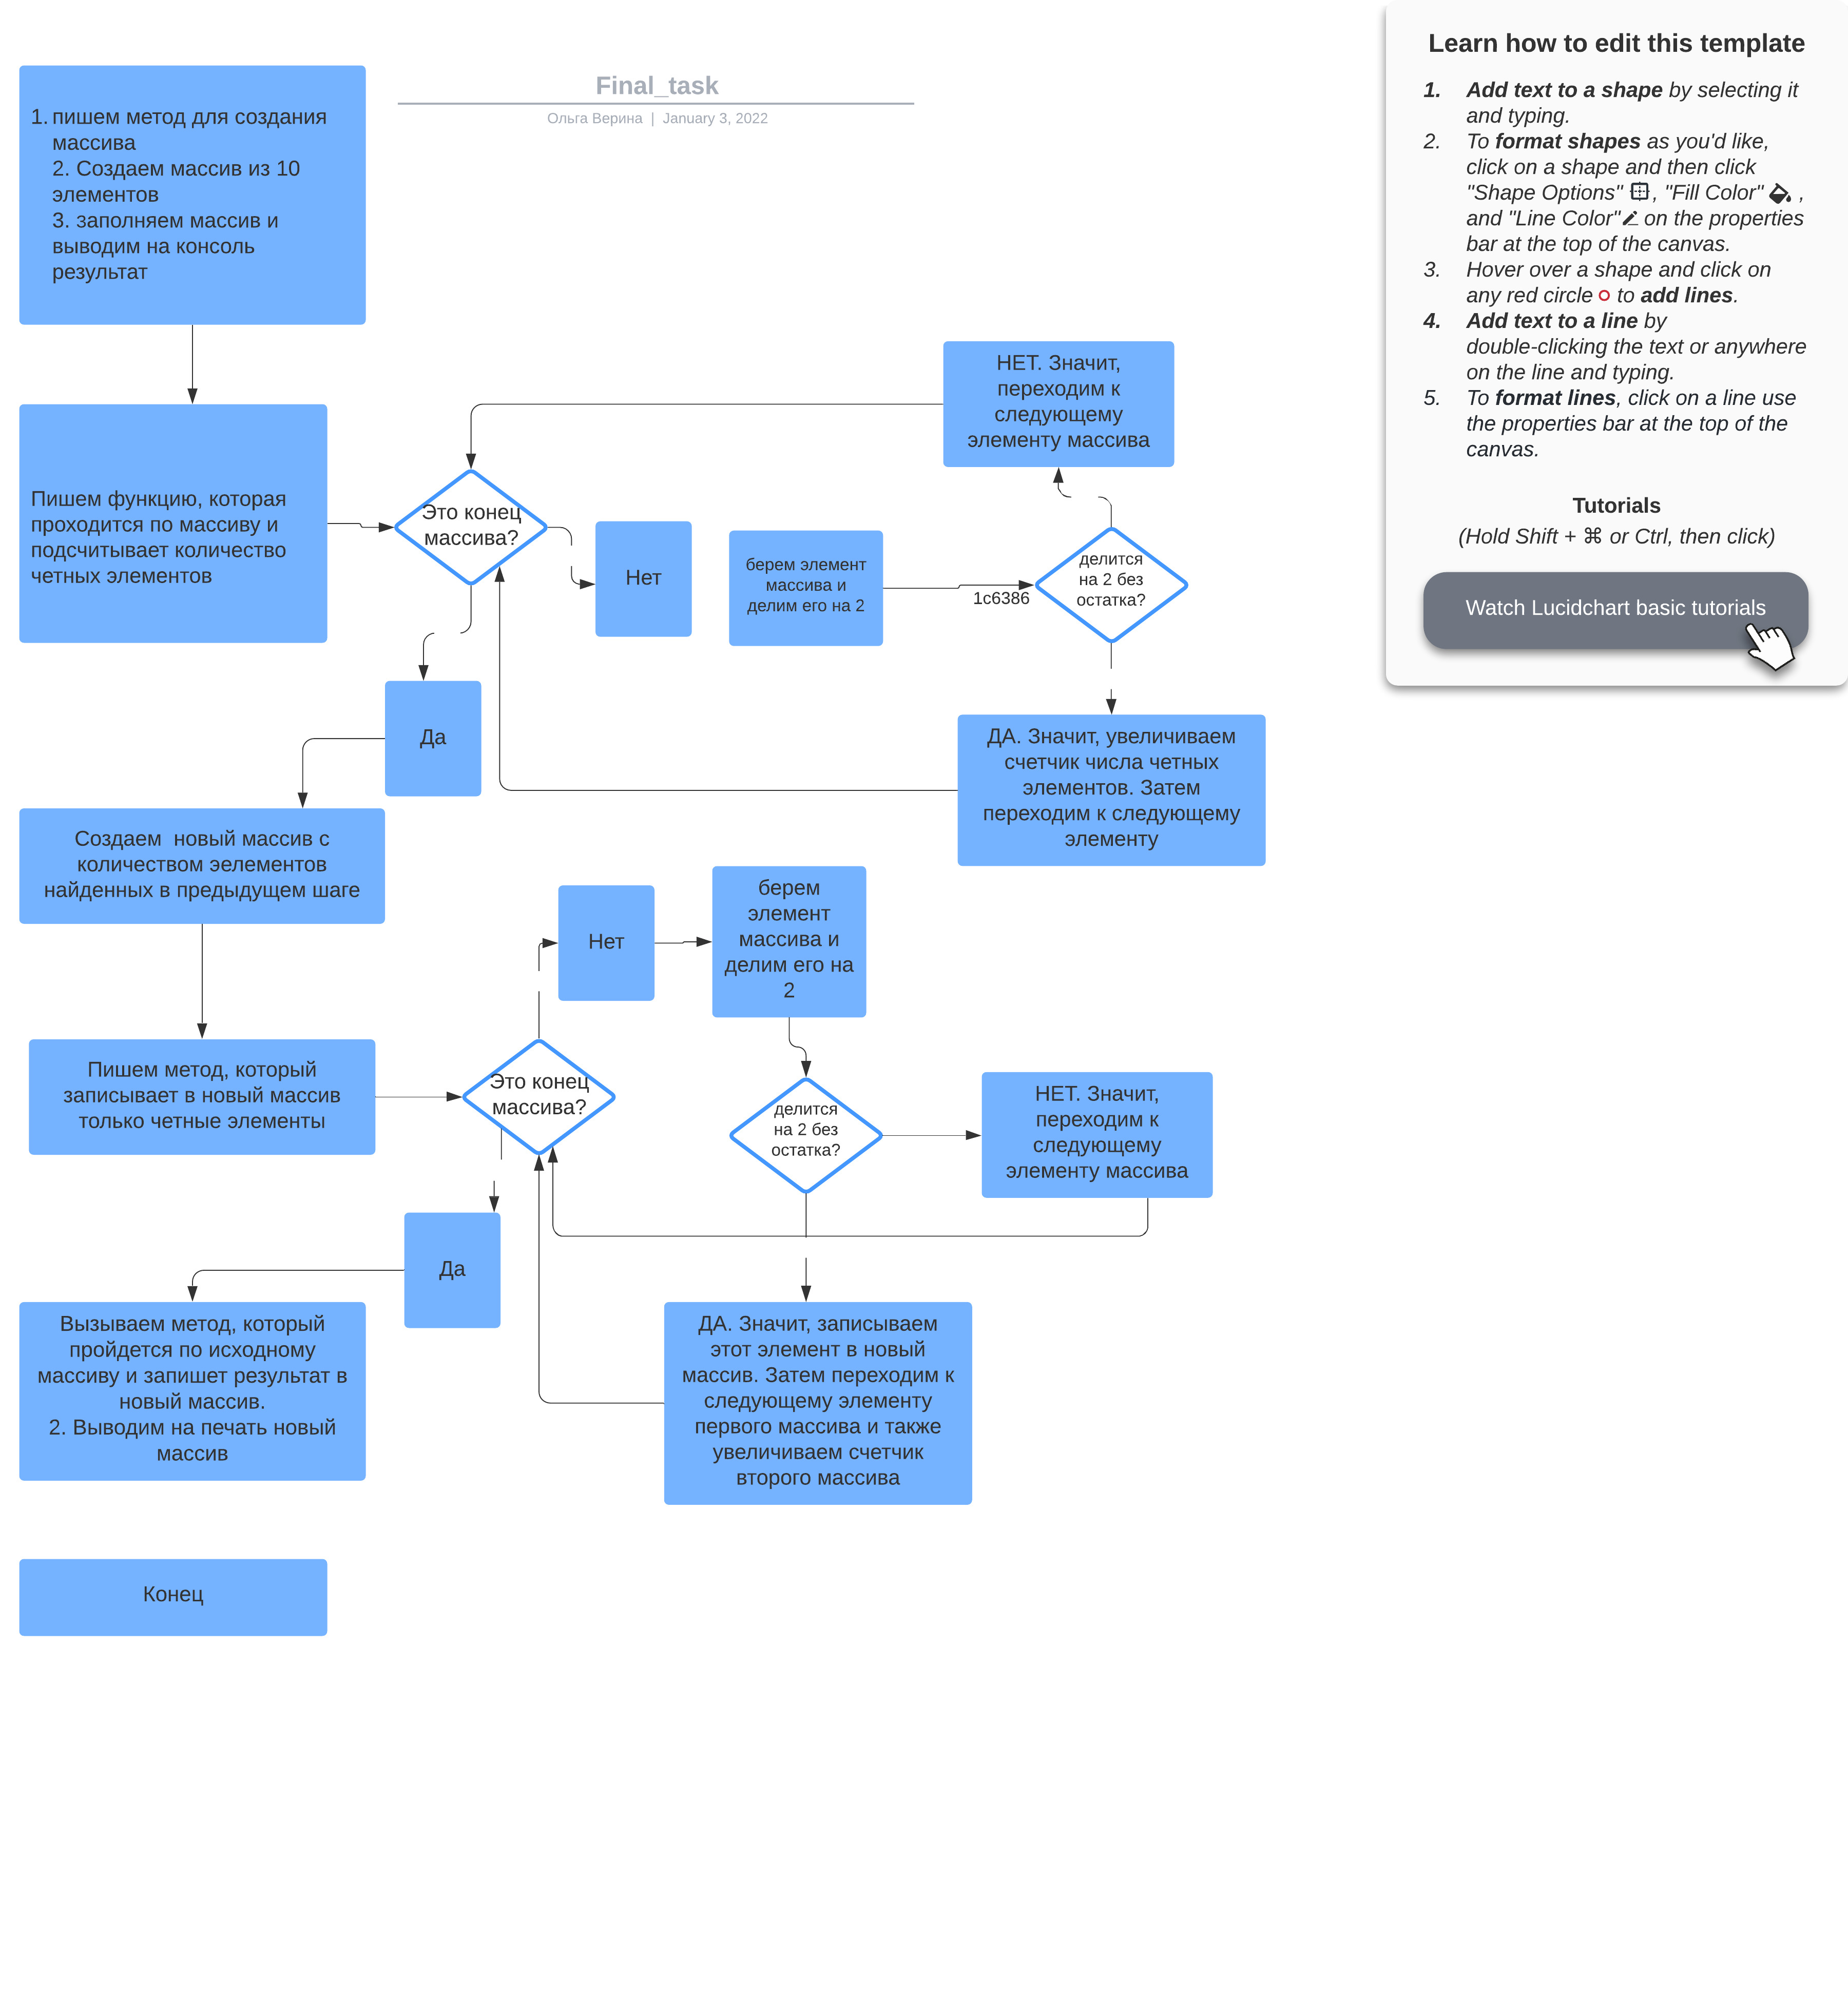 Final_task
Ольга Верина | January 3, 2022
1. пишем метод для создания
массива
2. Создаем массив из 10
элементов
3. заполняем массив и
выводим на консоль
результат
Пишем функцию, которая
проходится по массиву и
подсчитывает количество
четных элементов
Это конец
массива?
Нет
берем элемент
массива и
делим его на 2
1c6386
делится
на 2 без
остатка?
НЕТ. Значит,
переходим к
следующему
элементу массива
Да
ДА. Значит, увеличиваем
счетчик числа четных
элементов. Затем
переходим к следующему
элементу
Создаем  новый массив с
количеством эелементов
найденных в предыдущем шаге
Пишем метод, который
записывает в новый массив
только четные элементы
Это конец
массива?
Нет
берем
элемент
массива и
делим его на
2
делится
на 2 без
остатка?
НЕТ. Значит,
переходим к
следующему
элементу массива
Да
ДА. Значит, записываем
этот элемент в новый
массив. Затем переходим к
следующему элементу
первого массива и также
увеличиваем счетчик
второго массива
Вызываем метод, который
пройдется по исходному
массиву и запишет результат в
новый массив.
2. Выводим на печать новый
массив
Конец
Learn how to edit this template
1. Add text to a shape by selecting it
and typing.
2. To format shapes as you'd like,
click on a shape and then click
"Shape Options" , "Fill Color" ,
and "Line Color" on the properties
bar at the top of the canvas.
3. Hover over a shape and click on
any red circle to add lines.
4. Add text to a line by
double-clicking the text or anywhere
on the line and typing.
5. To format lines, click on a line use
the properties bar at the top of the
canvas.
Tutorials
(Hold Shift + ⌘ or Ctrl, then click)
Watch Lucidchart basic tutorials